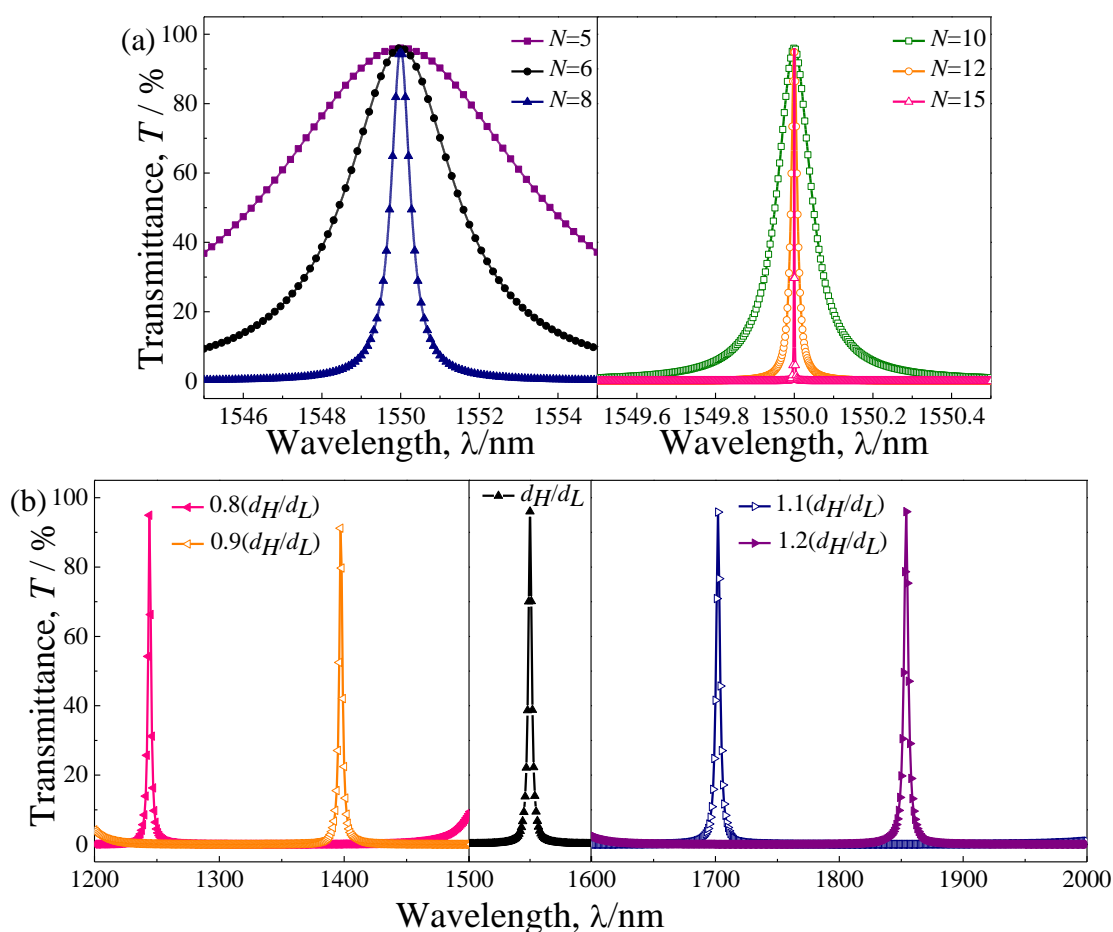 (a)
N=5
N=6
N=8
N=10
N=12
N=15
Transmittance, T / %
100
80
60
40
20
0
1546 1548 1550 1552 1554
1549.6 1549.8 1550.0 1550.2 1550.4
Wavelength, λ/nm
Wavelength, λ/nm
(b)
0.8(dH/dL)
0.9(dH/dL)
dH/dL
1.1(dH/dL)
1.2(dH/dL)
Transmittance, T / %
100
80
60
40
20
0
1200 1300 1400 1500 1600 1700 1800 1900 2000
Wavelength, λ/nm